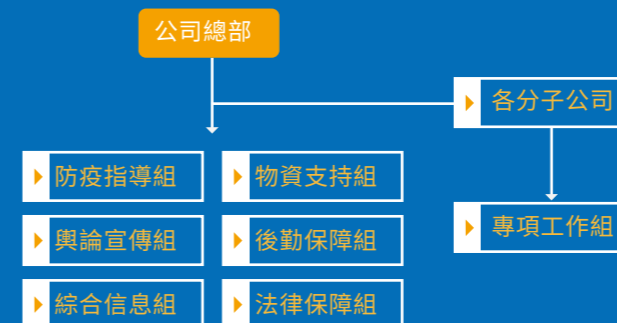 公司總部
各分子公司
防疫指導組
物資支持組
輿論宣傳組
後勤保障組
專項工作組
綜合信息組
法律保障組